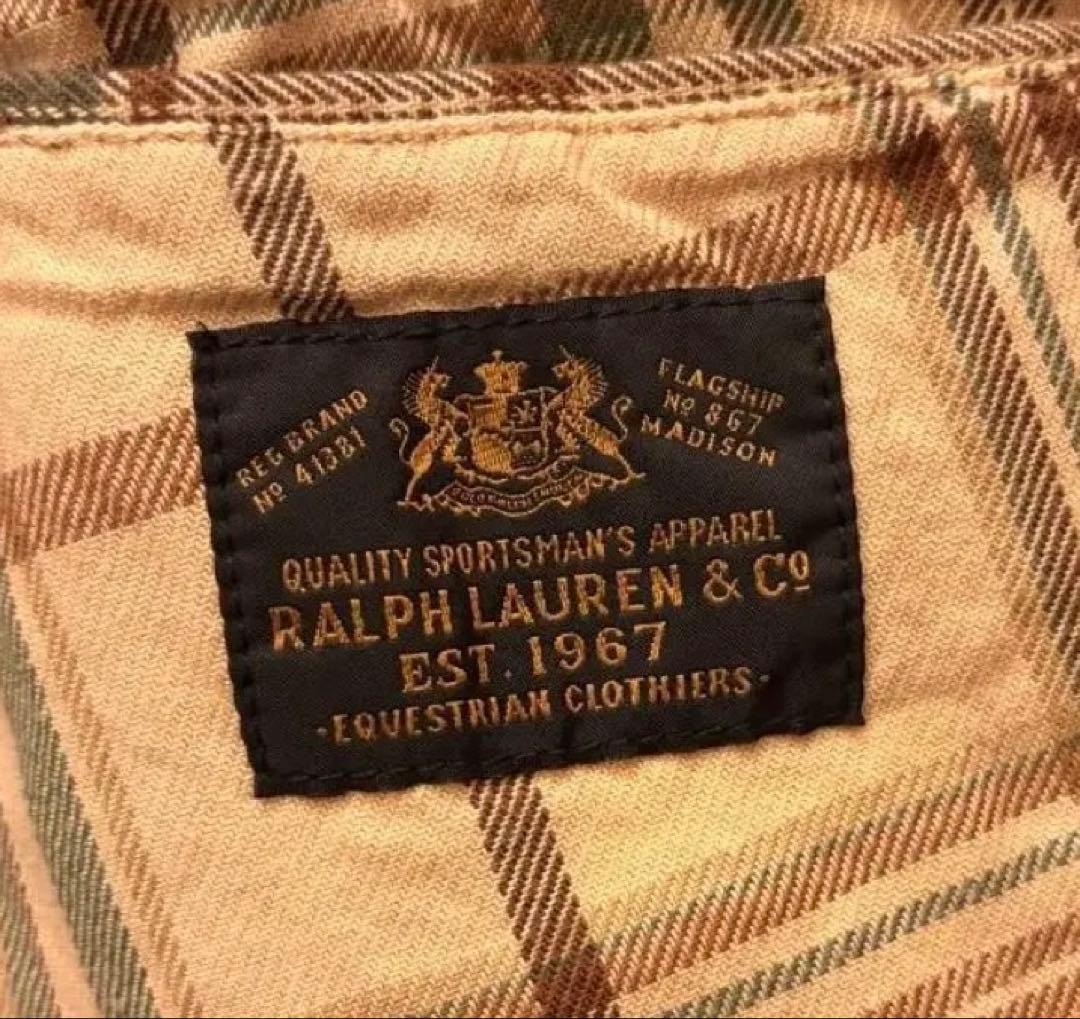 REG BRAND
Nº 41381
FLAGSHIP
Nº 867
MADISON
QUALITY SPORTSMAN'S APPAREL
RALPH LAUREN & Cº
EST. 1967
·EQUESTRIAN CLOTHIERS·